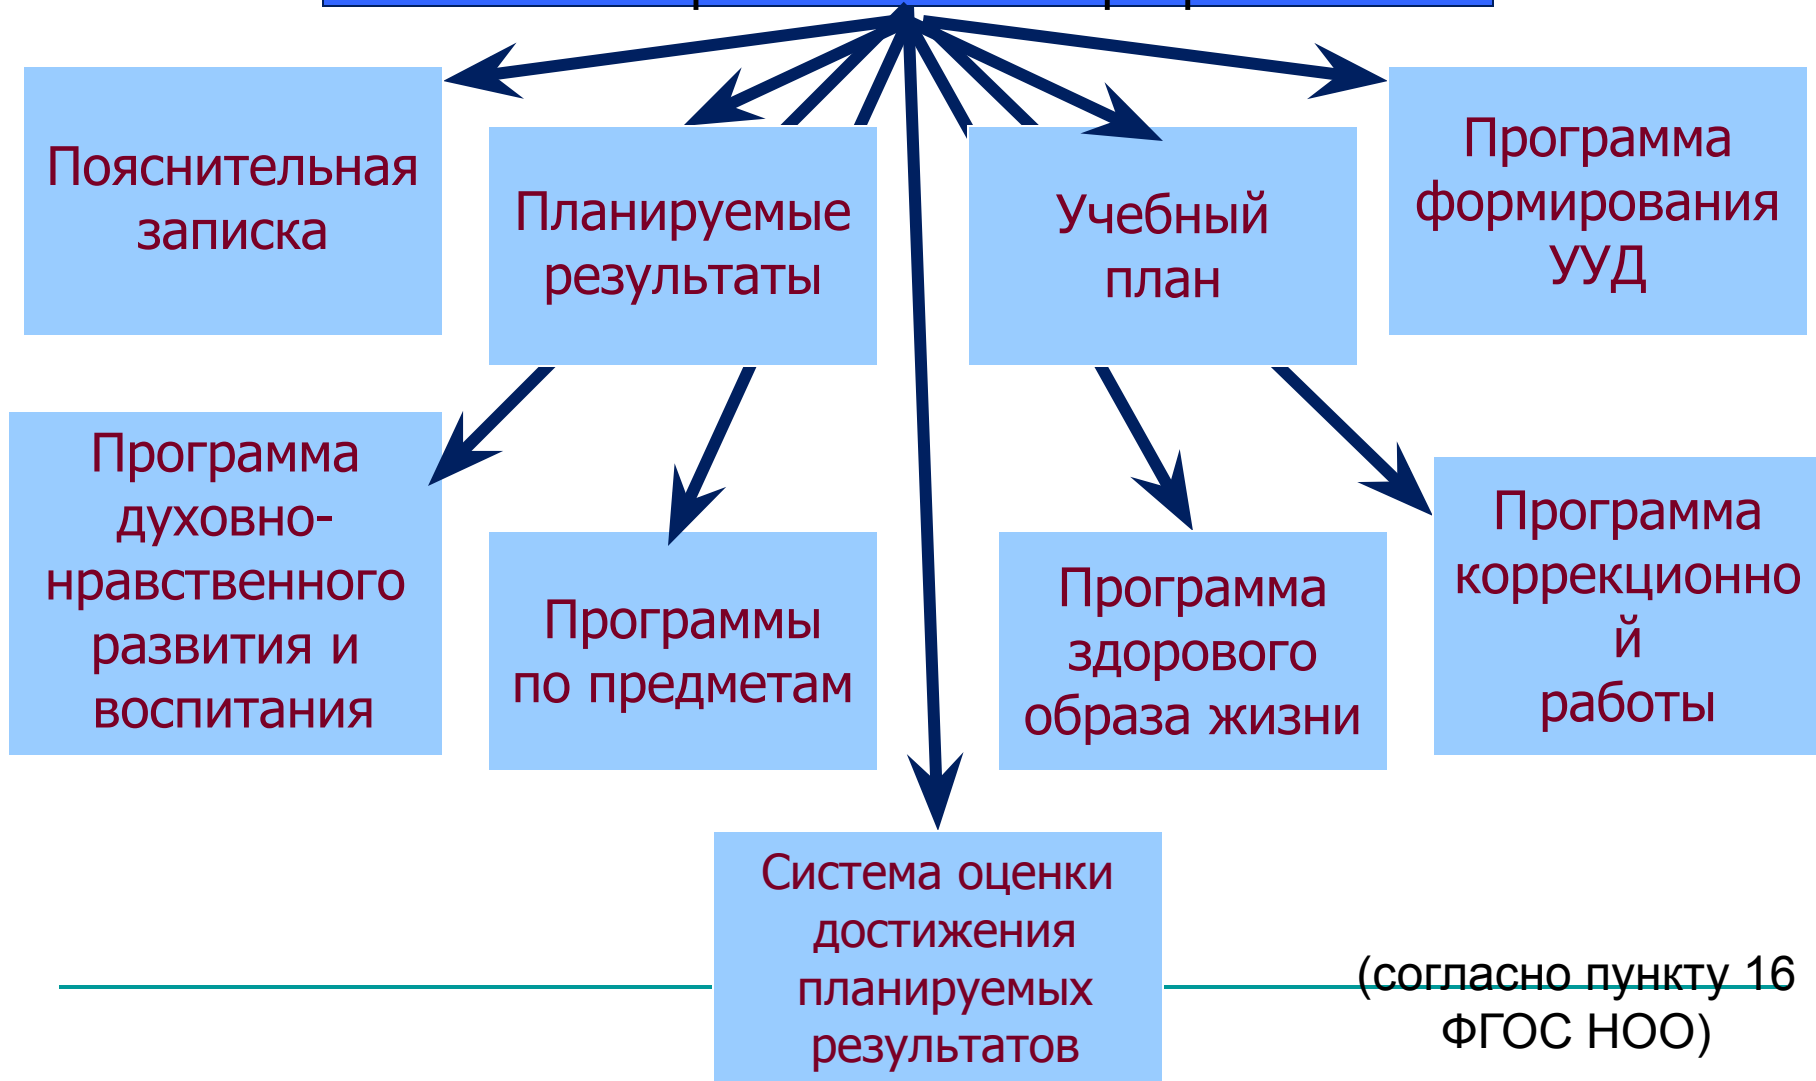 Пояснительная
записка
Планируемые
результаты
Учебный
план
Программа
формирования
УУД
Программа
духовно-
нравственного
развития и
воспитания
Программы
по предметам
Программа
здорового
образа жизни
Программа
коррекционно
й
работы
Система оценки
достижения
планируемых
результатов
(согласно пункту 16
ФГОС НОО)